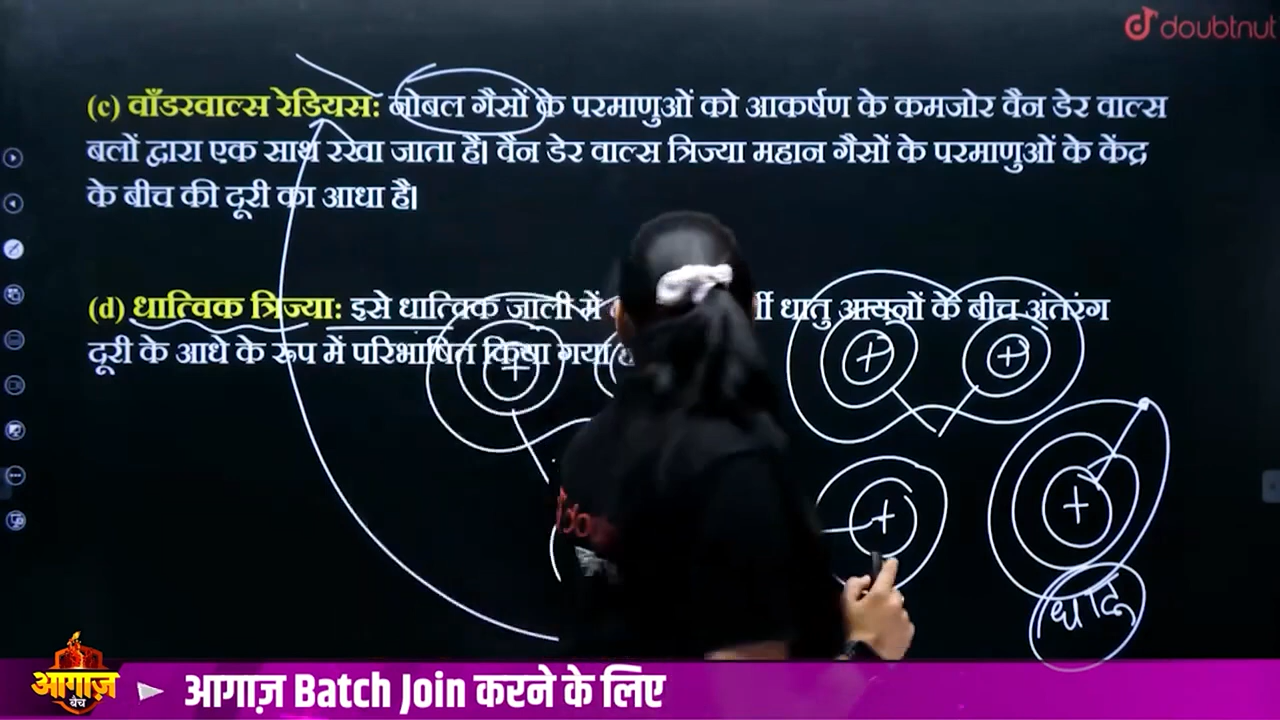 doubtnut
(c) वाँडरवाल्स रेडियस: नोबल गैसों के परमाणुओं को आकर्षण के कमजोर वैन डेर वाल्स
बलों द्वारा एक साथ रखा जाता है। वैन डेर वाल्स त्रिज्या महान गैसों के परमाणुओं के केंद्र
के बीच की दूरी का आधा है।
(d) धात्विक त्रिज्या: इसे धात्विक जाली में धातु आयनों के बीच अंतरंग
दूरी के आधे के रूप में परिभाषित किया गया
धातु
आगाज़
बैच
आगाज़ Batch Join करने के लिए